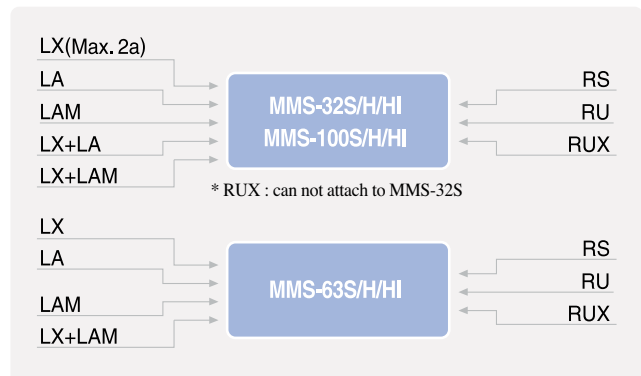 LX(Max. 2a)
LA
LAM
LX+LA
LX+LAM
MMS-32S/H/HI
MMS-100S/H/HI
RS
RU
RUX
* RUX : can not attach to MMS-32S
LX
LA
LAM
LX+LAM
MMS-63S/H/HI
RS
RU
RUX